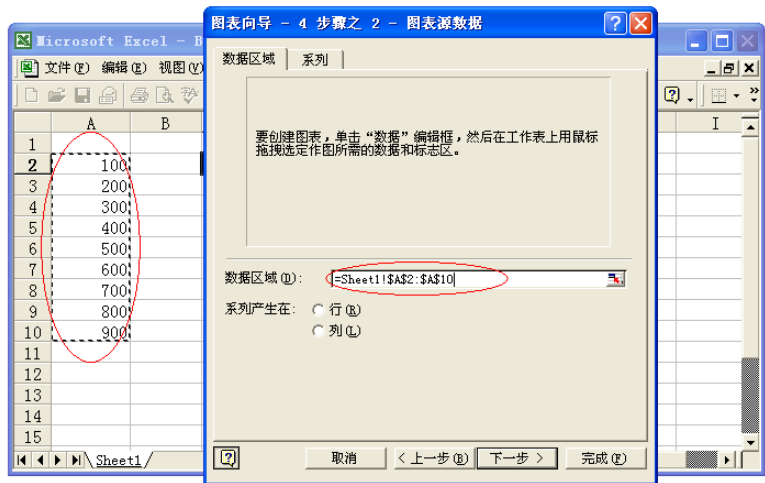 Microsoft Excel - B
文件(F) 编辑(E) 视图(V)
图表向导 - 4 步骤之 2 - 图表源数据
数据区域 系列
要创建图表，单击“数据”编辑框，然后在工作表上用鼠标
拖拽选定作图所需的数据和标志区。
数据区域(D): =Sheet1!$A$2:$A$10
系列产生在: 行(R)
列(L)
取消 <上一步(B) 下一步 > 完成(F)
A B I
1
2 100
3 200
4 300
5 400
6 500
7 600
8 700
9 800
10 900
11
12
13
14
15
Sheet1